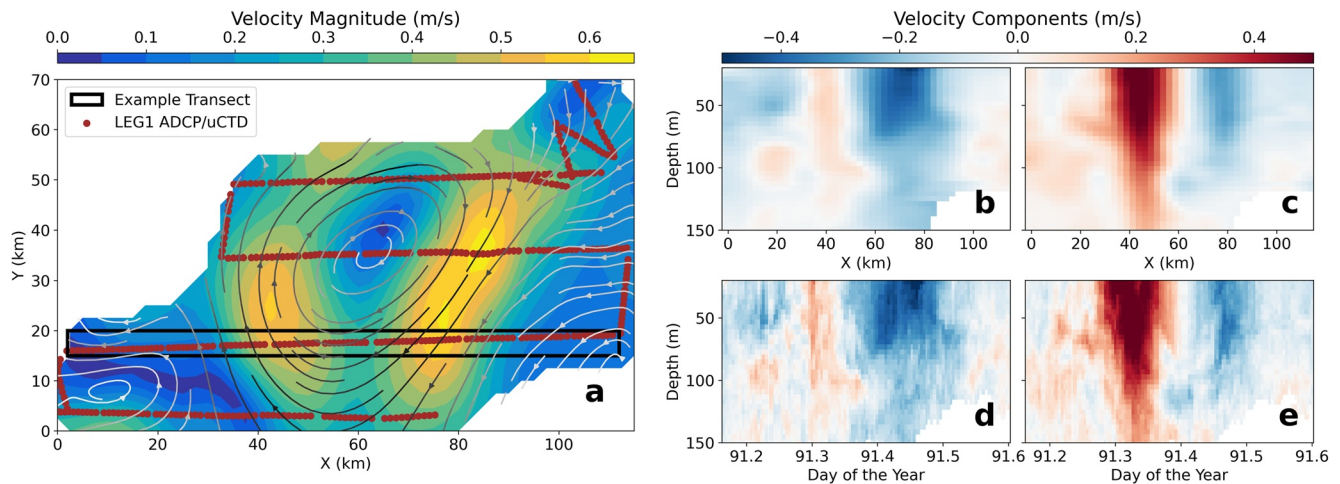 Velocity Magnitude (m/s)
0.0 0.1 0.2 0.3 0.4 0.5 0.6
70
60
50
40
30
20
10
0
Y (km)
Example Transect
LEG1 ADCP/uCTD
a
0 20 40 60 80 100
X (km)
Velocity Components (m/s)
−0.4 −0.2 0.0 0.2 0.4
50
100
150
Depth (m)
b
c
0 20 40 60 80 100
0 20 40 60 80 100
X (km)
X (km)
50
100
150
Depth (m)
Depth (m)
d
e
91.2 91.3 91.4 91.5 91.6
91.2 91.3 91.4 91.5 91.6
Day of the Year
Day of the Year